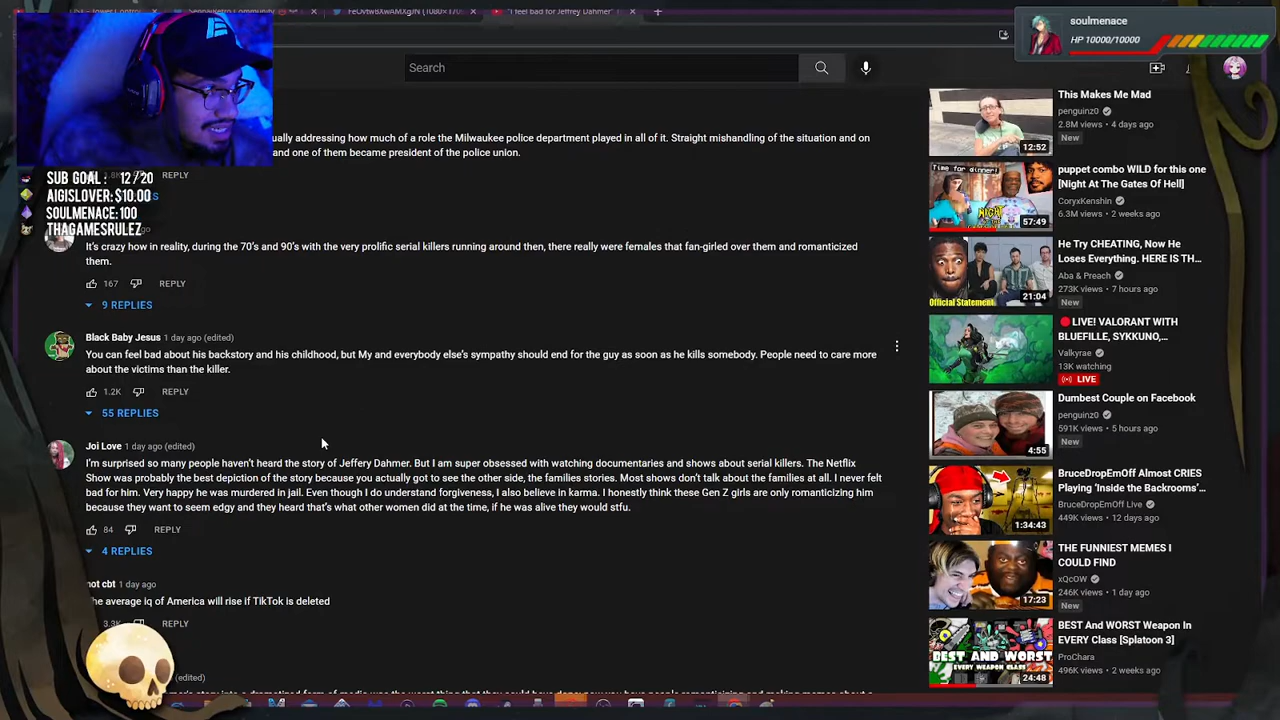 "I feel bad for Jeffrey Dahmer"
soulmenace
HP 10000/10000
Search
addressing how much of a role the Milwaukee police department played in all of it. Straight mishandling of the situation and on
and one of them became president of the police union.
REPLY
SUB GOAL : 12/20
AIGISLOVER: $10.00
SOULMENACE: 100
THAGAMESRULEZ
It's crazy how in reality, during the 70's and 90's with the very prolific serial killers running around then, there really were females that fan-girled over them and romanticized
them.
167 REPLY
9 REPLIES
Black Baby Jesus 1 day ago (edited)
You can feel bad about his backstory and his childhood, but My and everybody else's sympathy should end for the guy as soon as he kills somebody. People need to care more
about the victims than the killer.
1.2K REPLY
55 REPLIES
Joi Love 1 day ago (edited)
I'm surprised so many people haven't heard the story of Jeffery Dahmer. But I am super obsessed with watching documentaries and shows about serial killers. The Netflix
Show was probably the best depiction of the story because you actually got to see the other side, the families stories. Most shows don't talk about the families at all. I never felt
bad for him. Very happy he was murdered in jail. Even though I do understand forgiveness, I also believe in karma. I honestly think these Gen Z girls are only romanticizing him
because they want to seem edgy and they heard that's what other women did at the time, if he was alive they would stfu.
84 REPLY
4 REPLIES
not cbt 1 day ago
the average iq of America will rise if TikTok is deleted
3.3K REPLY
(edited)
This Makes Me Mad
penguinz0
2.8M views • 4 days ago
New
12:52
puppet combo WILD for this one
[Night At The Gates Of Hell]
CoryxKenshin
6.3M views • 2 weeks ago
Time for dinner!
NIGHT
57:49
He Try CHEATING, Now He
Loses Everything. HERE IS TH...
Aba & Preach
273K views • 7 hours ago
New
Official Statement
21:04
LIVE! VALORANT WITH
BLUEFILLE, SYKKUNO,...
Valkyrae
13K watching
LIVE
Dumbest Couple on Facebook
penguinz0
591K views • 5 hours ago
New
4:55
BruceDropEmOff Almost CRIES
Playing 'Inside the Backrooms'...
BruceDropEmOff Live
449K views • 12 days ago
1:34:43
THE FUNNIEST MEMES I
COULD FIND
xQcOW
246K views • 1 day ago
New
17:23
BEST And WORST Weapon In
EVERY Class [Splatoon 3]
ProChara
496K views • 2 weeks ago
BEST AND WORST
EVERY WEAPON CLASS
24:48